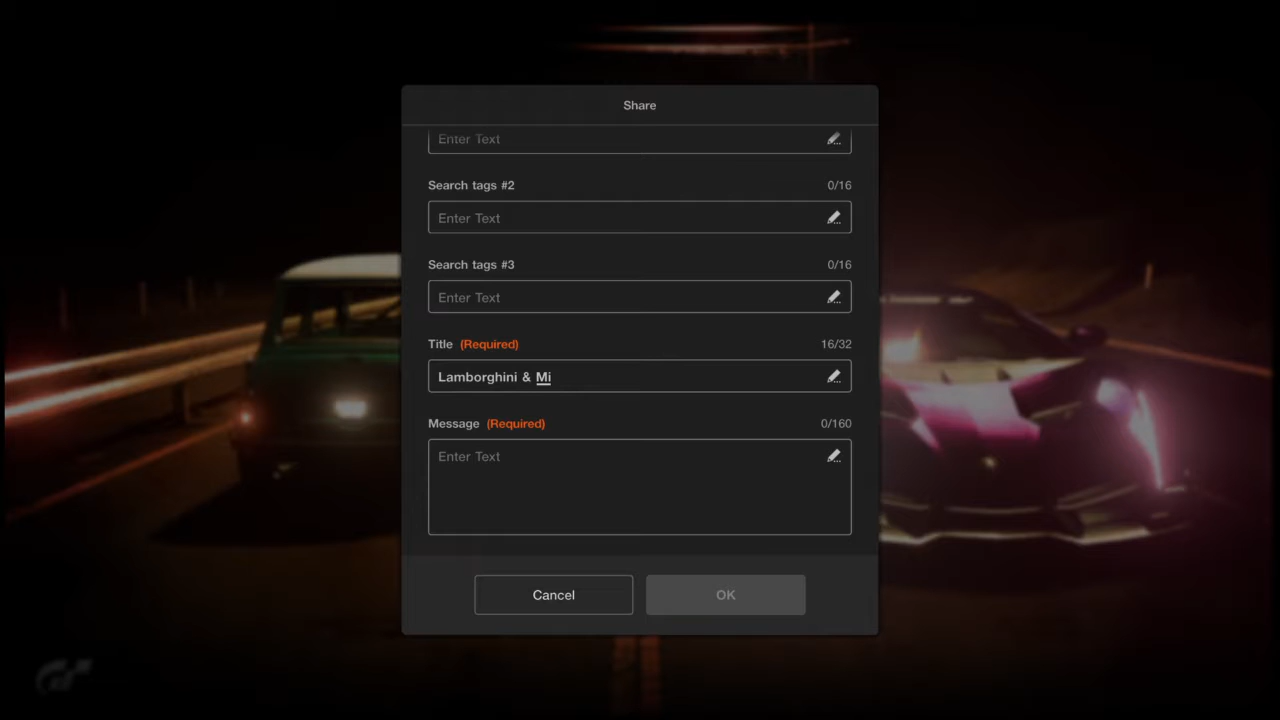 Share
Enter Text
Search tags #2 0/16
Enter Text
Search tags #3 0/16
Enter Text
Title (Required) 16/32
Lamborghini & Mi
Message (Required) 0/160
Enter Text
Cancel OK